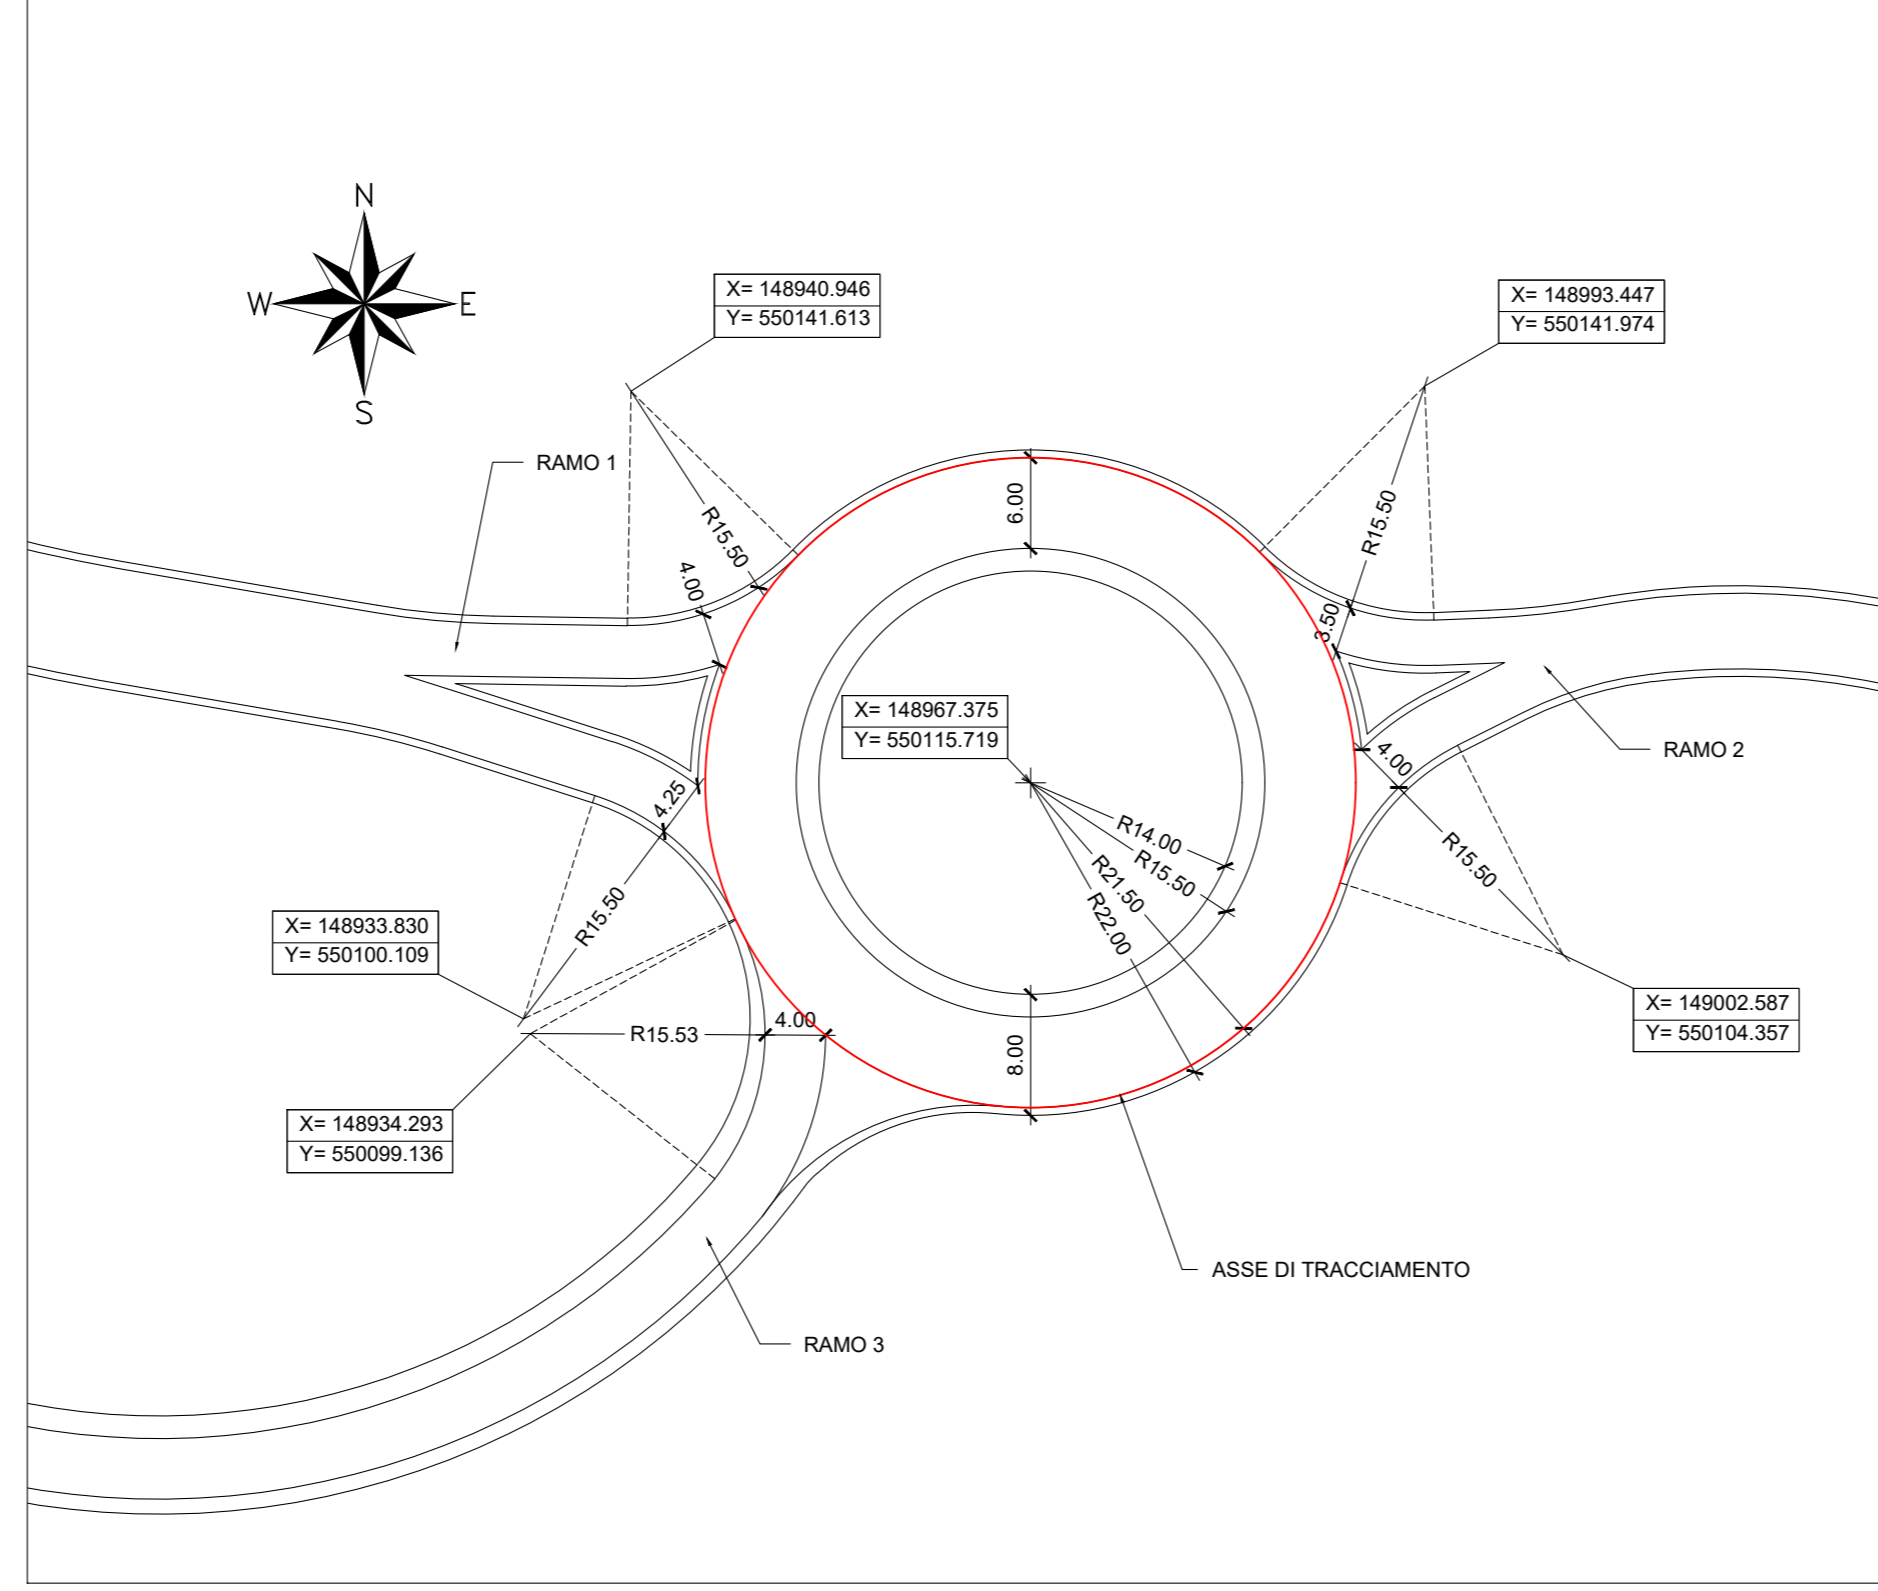 N
W E
S
X= 148940.946
Y= 550141.613
X= 148993.447
Y= 550141.974
RAMO 1
R15.50
R15.50
6.00
4.00
3.50
X= 148967.375
Y= 550115.719
RAMO 2
4.00
4.25
R14.00
R15.50
R21.50
R22.00
R15.50
R15.50
X= 148933.830
Y= 550100.109
X= 149002.587
Y= 550104.357
R15.53
4.00
8.00
X= 148934.293
Y= 550099.136
ASSE DI TRACCIAMENTO
RAMO 3